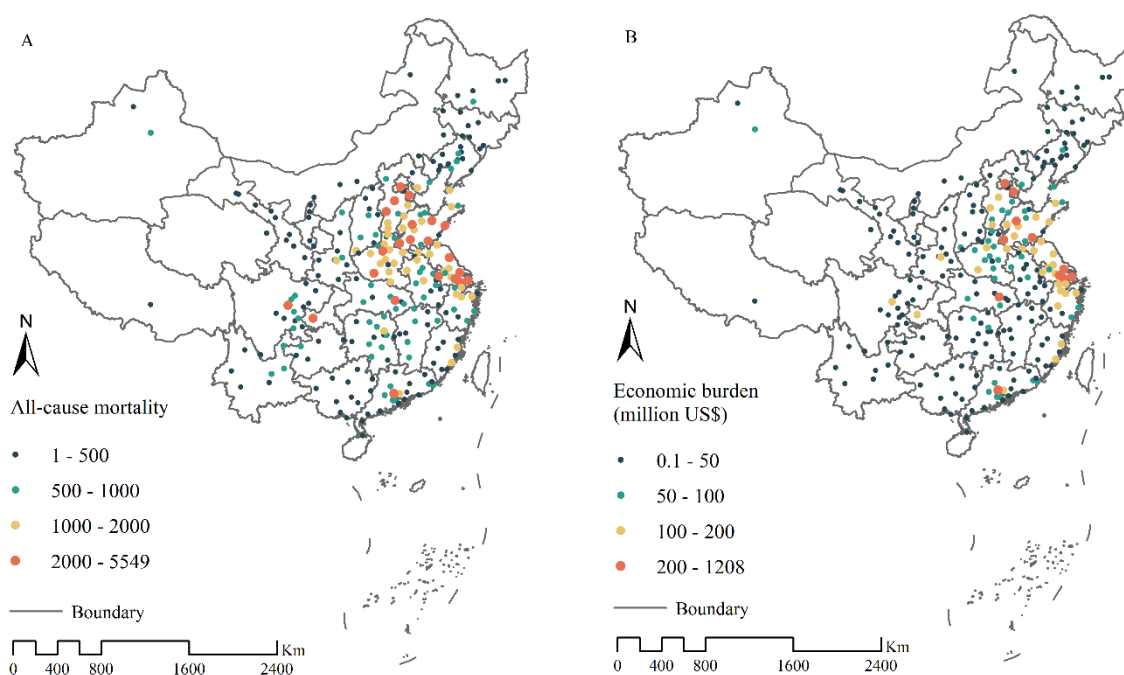 A
N
All-cause mortality
1 - 500
500 - 1000
1000 - 2000
2000 - 5549
Boundary
Km
0 400 800 1600 2400
B
N
Economic burden
(million US$)
0.1 - 50
50 - 100
100 - 200
200 - 1208
Boundary
Km
0 400 800 1600 2400